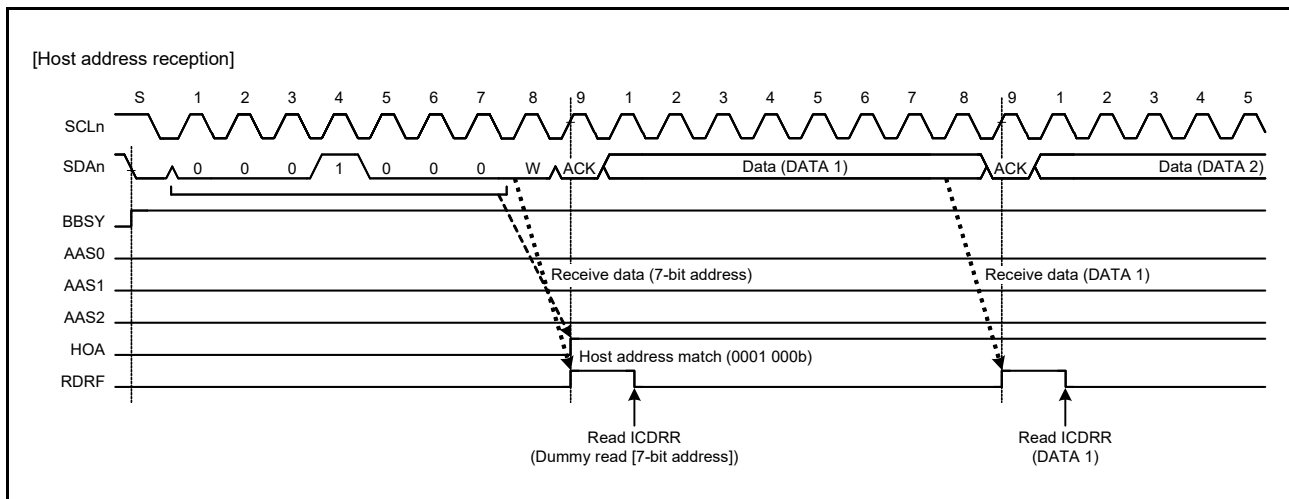 [Host address reception]
S 1 2 3 4 5 6 7 8 9 1 2 3 4 5 6 7 8 9 1 2 3 4 5
SCLn
SDAn 0 0 0 1 0 0 0 W ACK Data (DATA 1) ACK Data (DATA 2)
BBSY
AAS0
Receive data (7-bit address) Receive data (DATA 1)
AAS1
AAS2
HOA
Host address match (0001 000b)
RDRF
Read ICDRR Read ICDRR
(Dummy read [7-bit address]) (DATA 1)